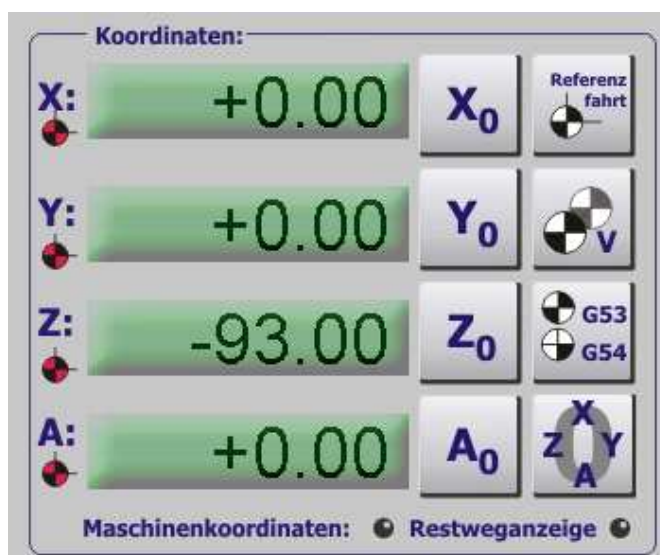 Koordinaten:
X: +0.00 X0 Referenz
fahrt
Y: +0.00 Y0 V
Z: -93.00 Z0 G53
G54
A: +0.00 A0 X
Z Y
A
Maschinenkoordinaten: Restweganzeige